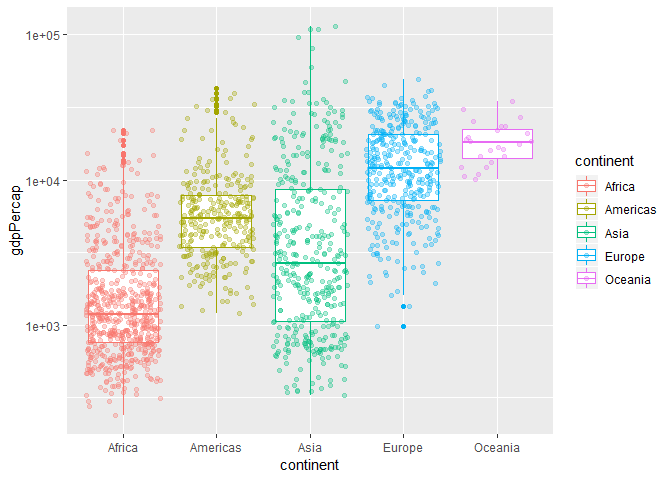 1e+05
1e+04
1e+03
gdpPercap
Africa
Americas
Asia
Europe
Oceania
continent
continent
Africa
Americas
Asia
Europe
Oceania